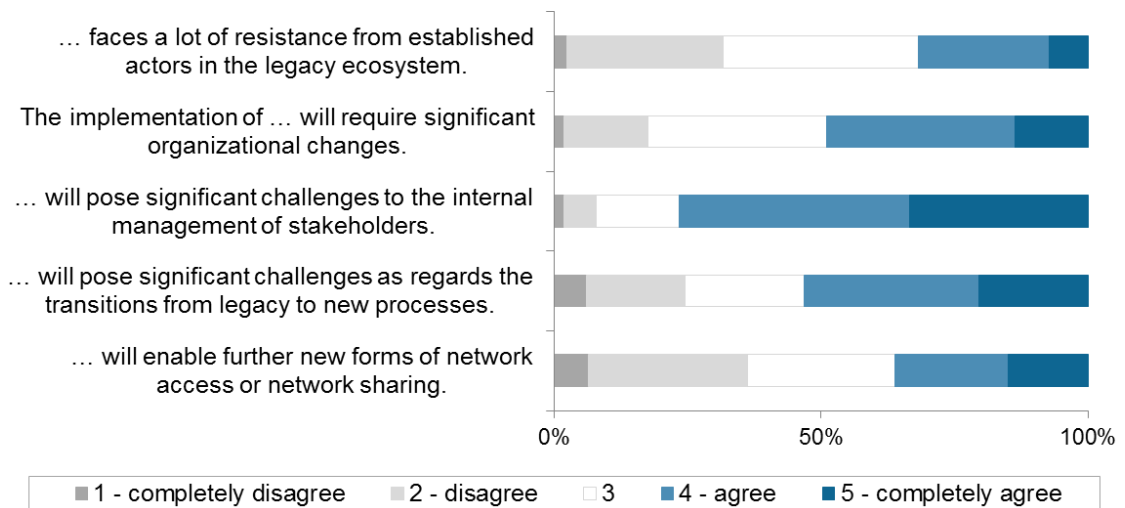 … faces a lot of resistance from established
actors in the legacy ecosystem.
The implementation of … will require significant
organizational changes.
… will pose significant challenges to the internal
management of stakeholders.
… will pose significant challenges as regards the
transitions from legacy to new processes.
… will enable further new forms of network
access or network sharing.
0% 50% 100%
1 - completely disagree 2 - disagree 3 4 - agree 5 - completely agree